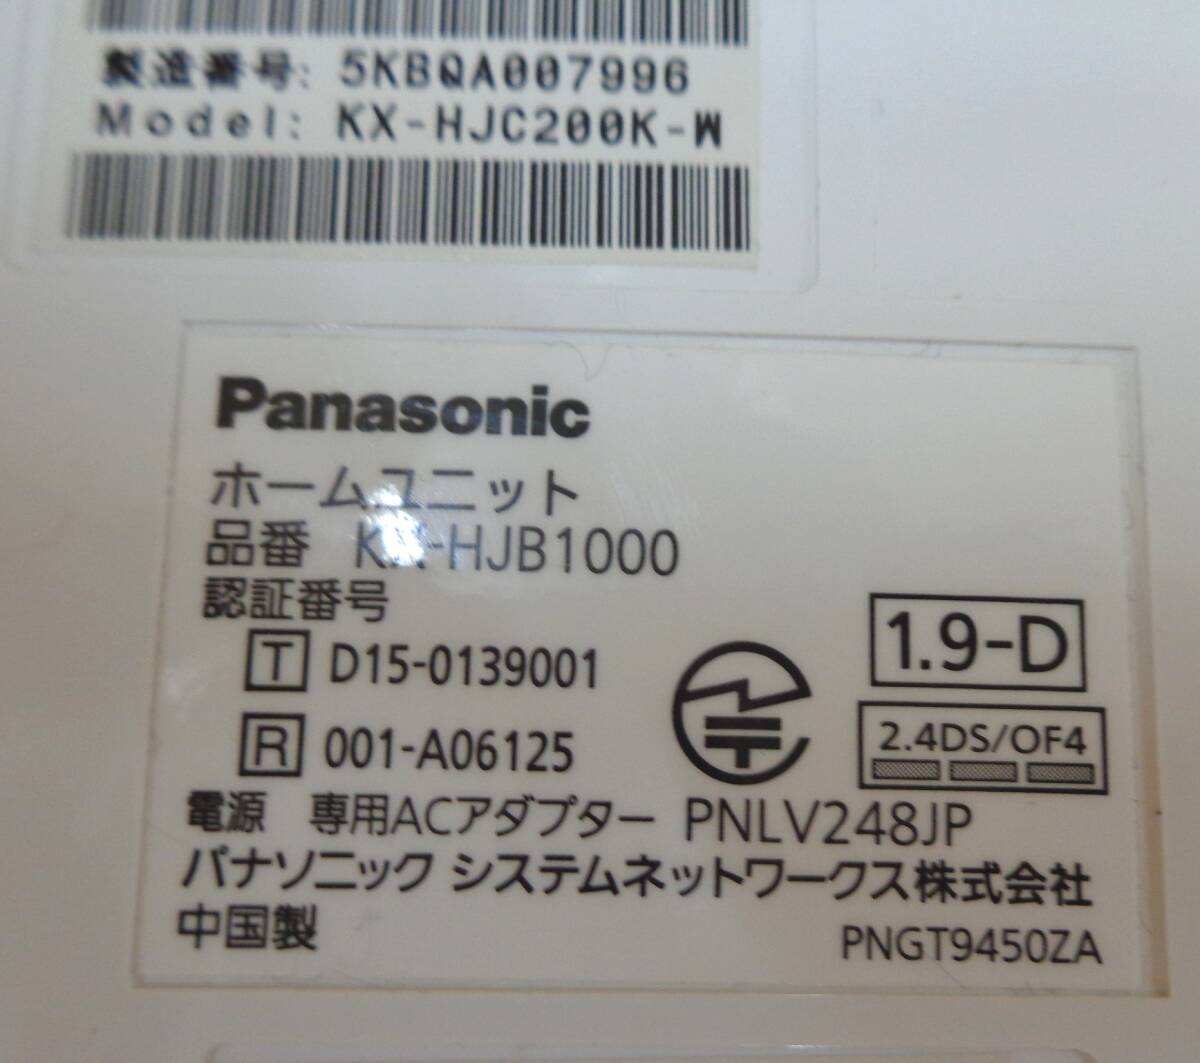 製造番号: 5KBQA007996
Model: KX-HJC200K-W
Panasonic
ホームユニット
品番 KX-HJB1000
認証番号
T D15-0139001
R 001-A06125
1.9-D
2.4DS/OF4
電源 専用ACアダプター PNLV248JP
パナソニック システムネットワークス株式会社
中国製
PNGT9450ZA